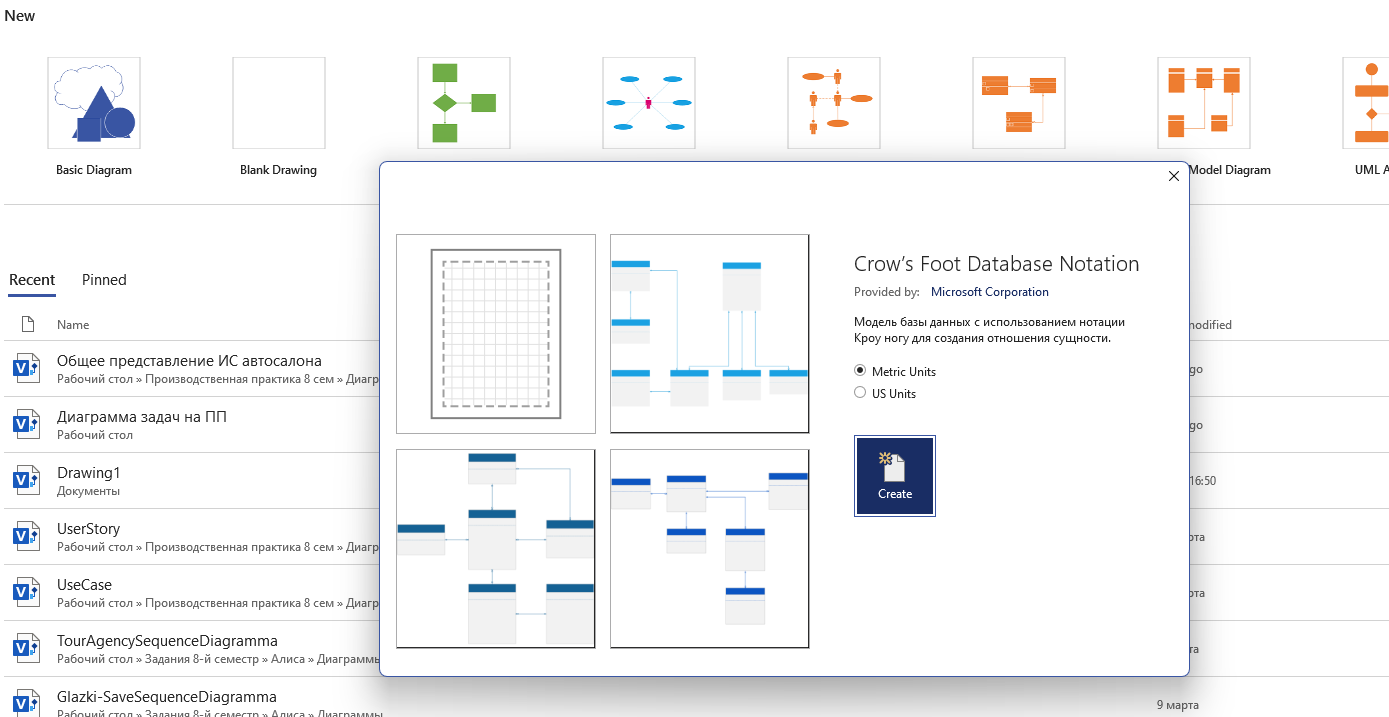 New
Basic Diagram
Blank Drawing
Model Diagram
UML A
Recent
Pinned
Name
modified
Общее представление ИС автосалона
Рабочий стол » Производственная практика 8 сем » Диагр
go
Диаграмма задач на ПП
Рабочий стол
go
Drawing1
Документы
16:50
UserStory
Рабочий стол » Производственная практика 8 сем » Диагр
рта
UseCase
Рабочий стол » Производственная практика 8 сем » Диагр
рта
TourAgencySequenceDiagramma
Рабочий стол » Задания 8-й семестр » Алиса » Диаграммы
та
Glazki-SaveSequenceDiagramma
Рабочий стол » Задания 8-й семестр » Алиса » Диаграммы
9 марта
Crow's Foot Database Notation
Provided by: Microsoft Corporation
Модель базы данных с использованием нотации
Кроу ногу для создания отношения сущности.
Metric Units
US Units
Create